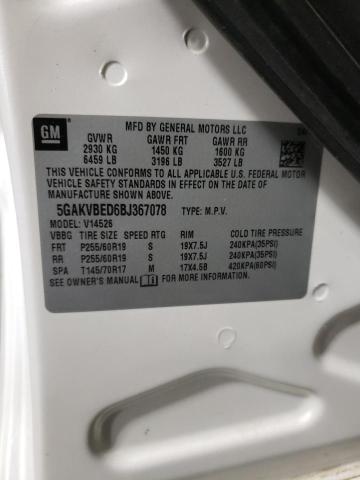 GM
MFD BY GENERAL MOTORS LLC
GVWR GAWR FRT GAWR RR
2930 KG 1450 KG 1600 KG
6459 LB 3196 LB 3527 LB
THIS VEHICLE CONFORMS TO ALL APPLICABLE U.S. FEDERAL MOTOR
VEHICLE SAFETY, BUMPER, AND THEFT PREVENTION STANDARDS
IN EFFECT ON THE DATE OF MANUFACTURE SHOWN ABOVE.
5GAKVBED6BJ367078 TYPE: M.P.V.
MODEL: V14526
VBBG TIRE SIZE SPEED RTG RIM
FRT P255/60R19 S 19X7.5J 240KPA(35PSI)
RR P255/60R19 S 19X7.5J 240KPA(35PSI)
SPA T145/70R17 M 17X4.5B 420KPA(60PSI)
SEE OWNER'S MANUAL FOR MORE INFORMATION.